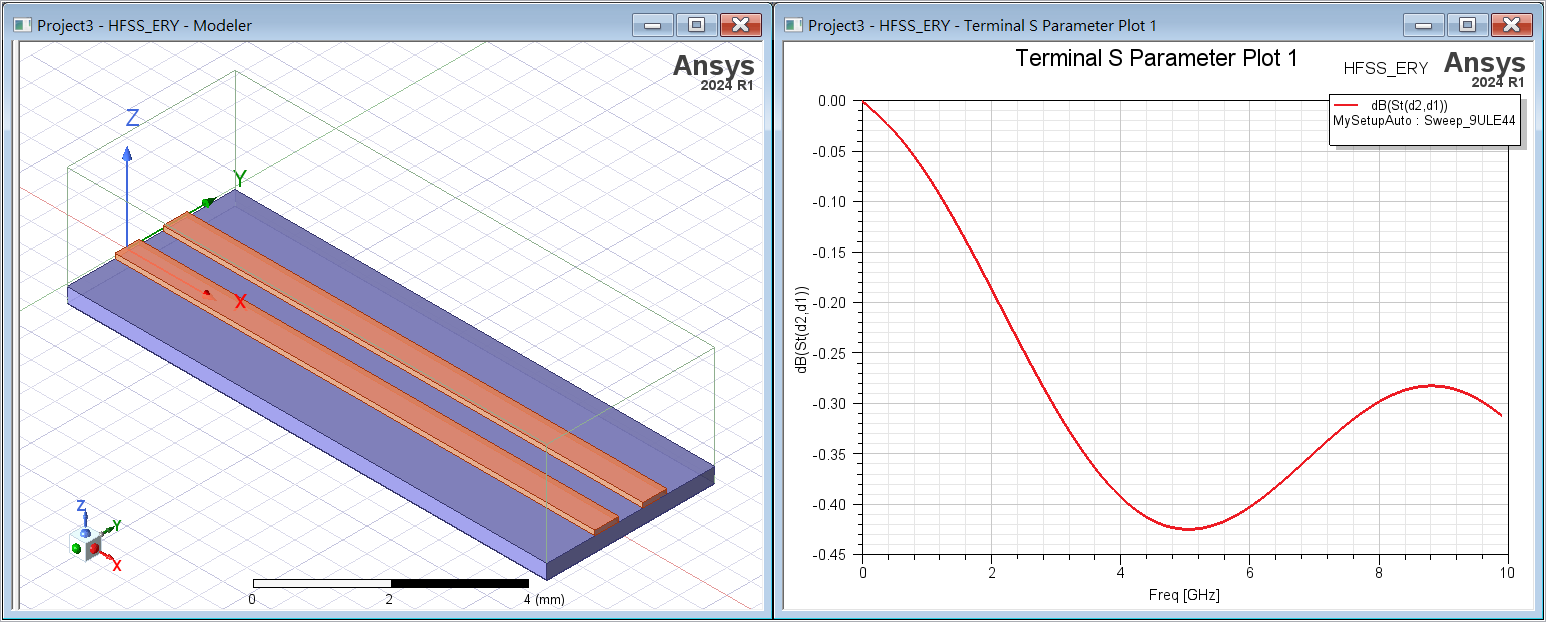 Project3 - HFSS_ERY - Modeler
Ansys
2024 R1
Z
Y
X
Z
Y
X
0
2
4 (mm)
Project3 - HFSS_ERY - Terminal S Parameter Plot 1
Terminal S Parameter Plot 1
HFSS_ERY
Ansys
2024 R1
dB(St(d2,d1))
MySetupAuto : Sweep_9ULE44
0.00
-0.05
-0.10
-0.15
-0.20
-0.25
-0.30
-0.35
-0.40
-0.45
dB(St(d2,d1))
0
2
4
6
8
10
Freq [GHz]